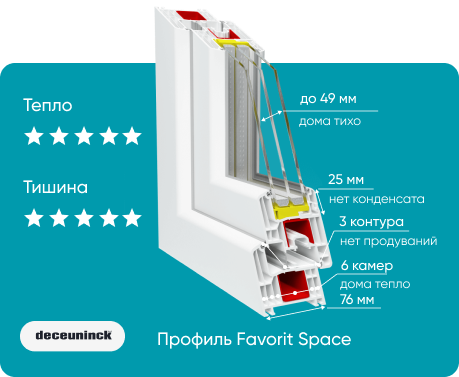 Тепло
Тишина
до 49 мм
дома тихо
25 мм
нет конденсата
3 контура
нет продуваний
6 камер
дома тепло
76 мм
deceuninck
Профиль Favorit Space